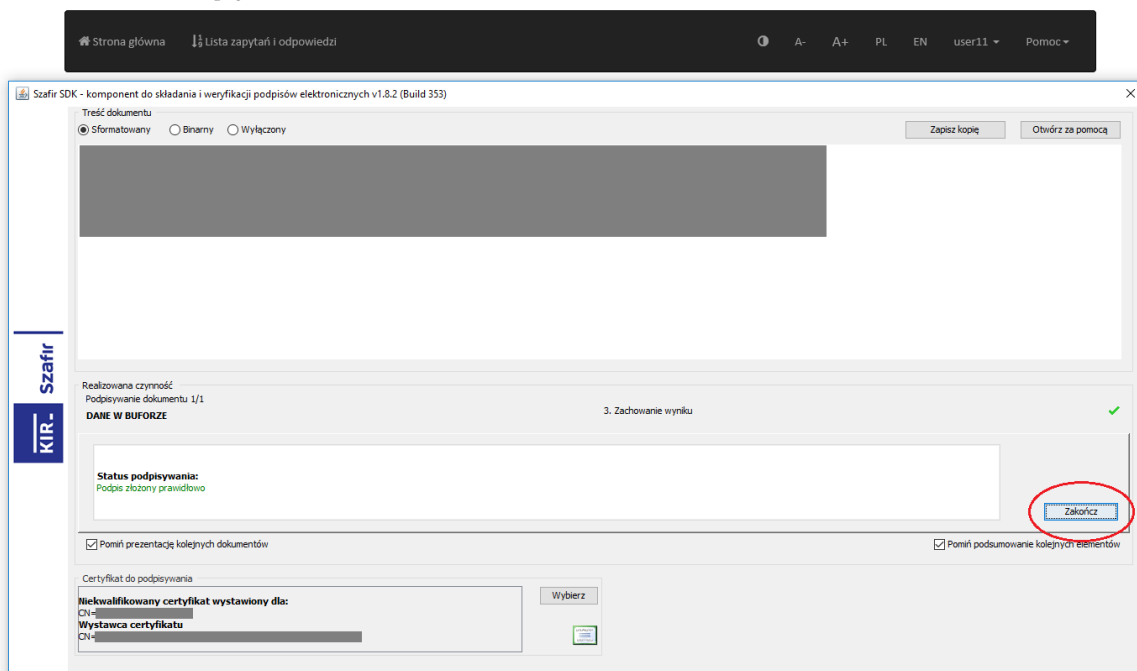 Strona główna Lista zapytań i odpowiedzi A- A+ PL EN user11 Pomoc
Szafir SDK - komponent do składania i weryfikacji podpisów elektronicznych v1.8.2 (Build 353)
Treść dokumentu
Sformatowany Binarny Wyłączony Zapisz kopię Otwórz za pomocą
KIR. Szafir
Realizowana czynność
Podpisywanie dokumentu 1/1
DANE W BUFORZE 3. Zachowanie wyniku
Status podpisywania:
Podpis złożony prawidłowo
Zakończ
Pomiń prezentację kolejnych dokumentów Pomiń podsumowanie kolejnych elementów
Certyfikat do podpisywania
Niekwalifikowany certyfikat wystawiony dla: Wybierz
CN=
Wystawca certyfikatu
CN=